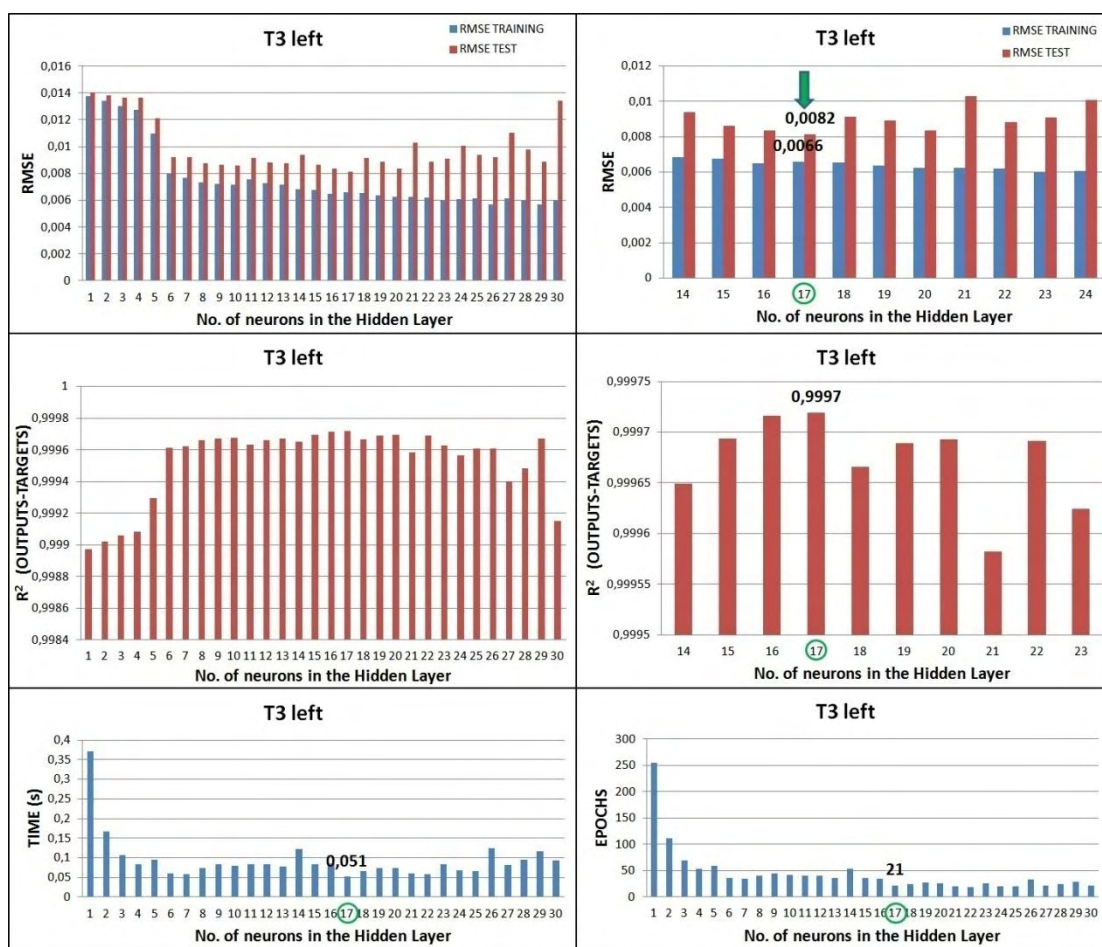 T3 left
RMSE TRAINING
RMSE TEST
RMSE
0,016
0,014
0,012
0,01
0,008
0,006
0,004
0,002
0
1 2 3 4 5 6 7 8 9 10 11 12 13 14 15 16 17 18 19 20 21 22 23 24 25 26 27 28 29 30
No. of neurons in the Hidden Layer
T3 left
RMSE TRAINING
RMSE TEST
RMSE
0,012
0,01
0,008
0,006
0,004
0,002
0
0,0082
0,0066
14 15 16 17 18 19 20 21 22 23 24
No. of neurons in the Hidden Layer
T3 left
R² (OUTPUTS-TARGETS)
1
0,9998
0,9996
0,9994
0,9992
0,999
0,9988
0,9986
0,9984
1 2 3 4 5 6 7 8 9 10 11 12 13 14 15 16 17 18 19 20 21 22 23 24 25 26 27 28 29 30
No. of neurons in the Hidden Layer
T3 left
R² (OUTPUTS-TARGETS)
0,99975
0,9997
0,99965
0,9996
0,99955
0,9995
0,9997
14 15 16 17 18 19 20 21 22 23
No. of neurons in the Hidden Layer
T3 left
TIME (s)
0,4
0,35
0,3
0,25
0,2
0,15
0,1
0,05
0
0,051
1 2 3 4 5 6 7 8 9 10 11 12 13 14 15 16 17 18 19 20 21 22 23 24 25 26 27 28 29 30
No. of neurons in the Hidden Layer
T3 left
EPOCHS
300
250
200
150
100
50
0
21
1 2 3 4 5 6 7 8 9 10 11 12 13 14 15 16 17 18 19 20 21 22 23 24 25 26 27 28 29 30
No. of neurons in the Hidden Layer